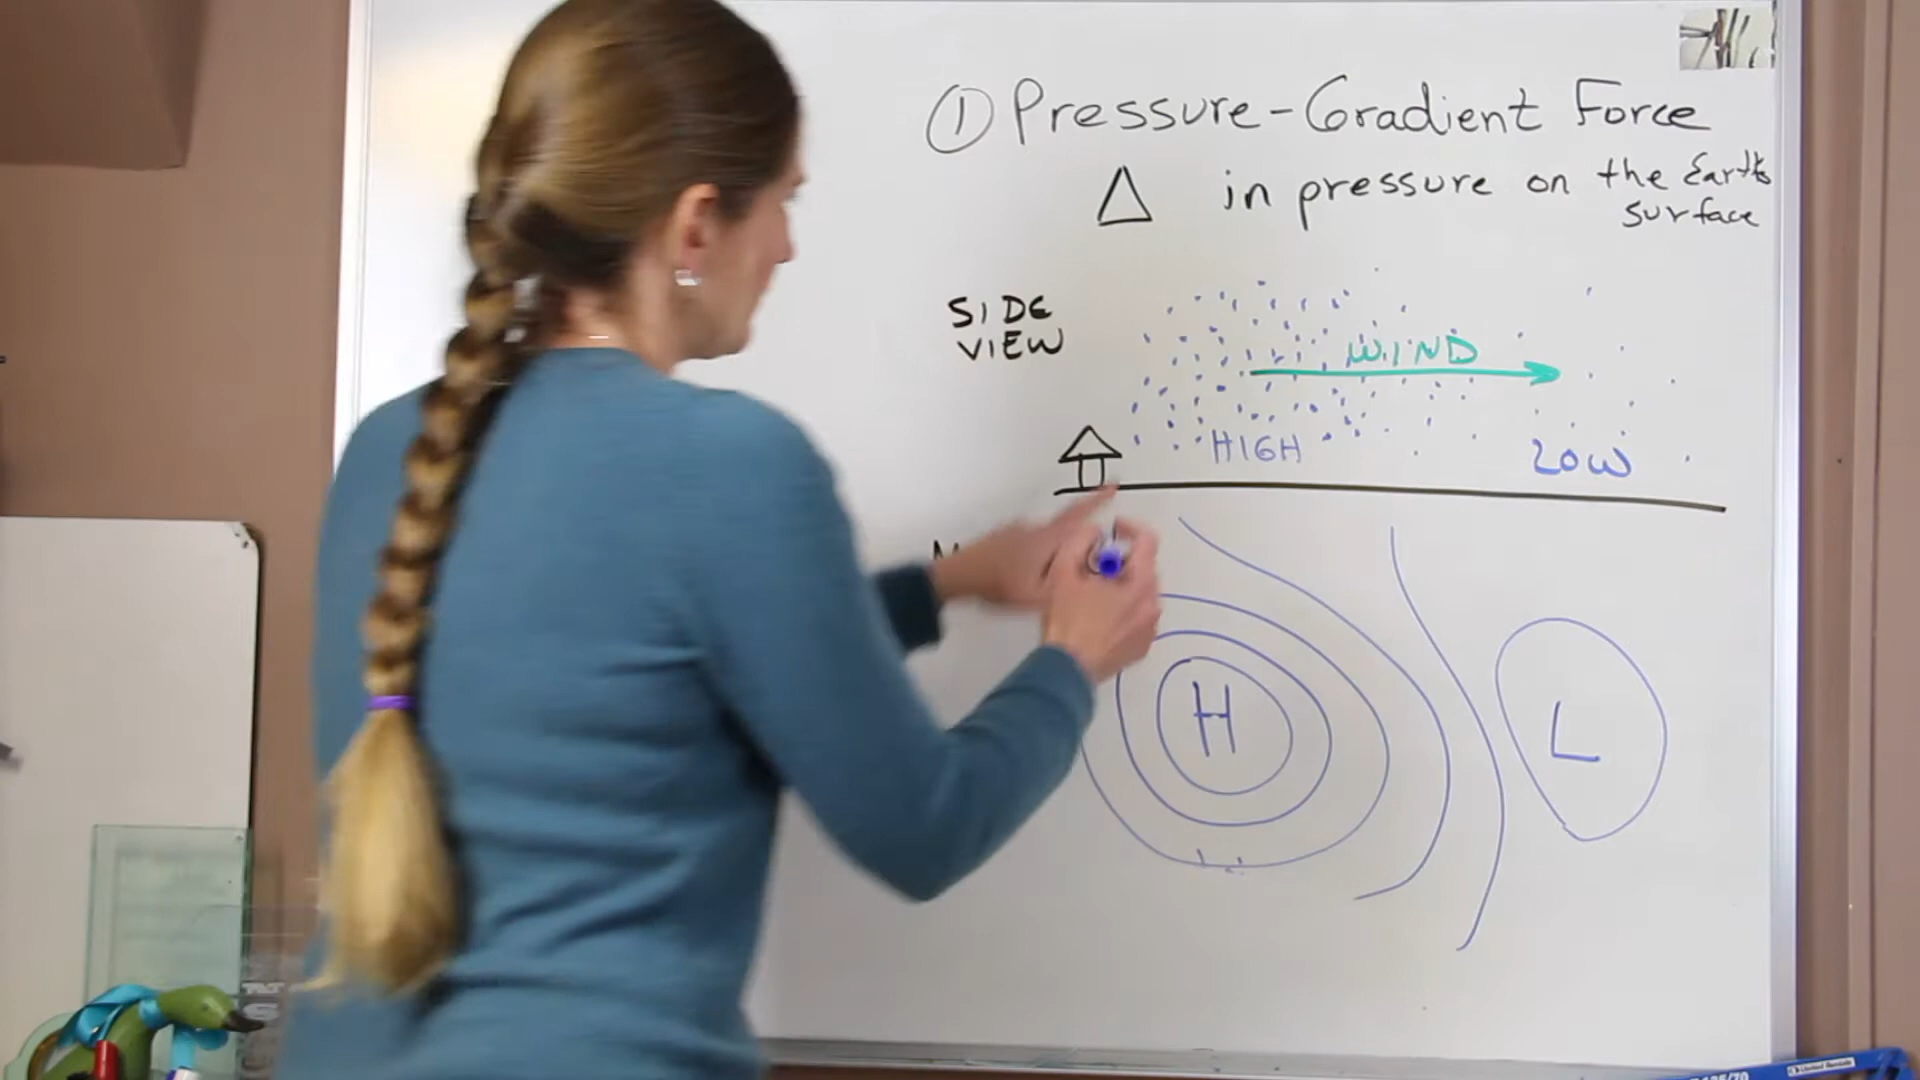 ① Pressure-Gradient Force
Δ in pressure on the Earth's
surface
SIDE
VIEW
WIND
HIGH
LOW
H
L